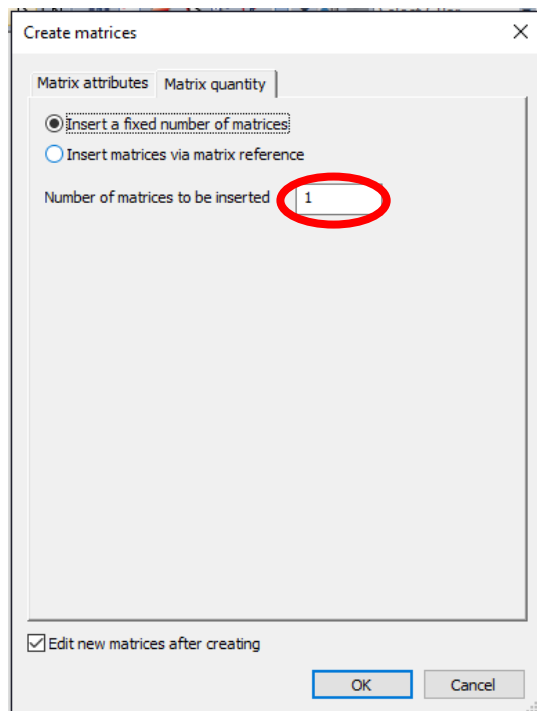 Create matrices
Matrix attributes
Matrix quantity
Insert a fixed number of matrices
Insert matrices via matrix reference
Number of matrices to be inserted 1
Edit new matrices after creating
OK
Cancel